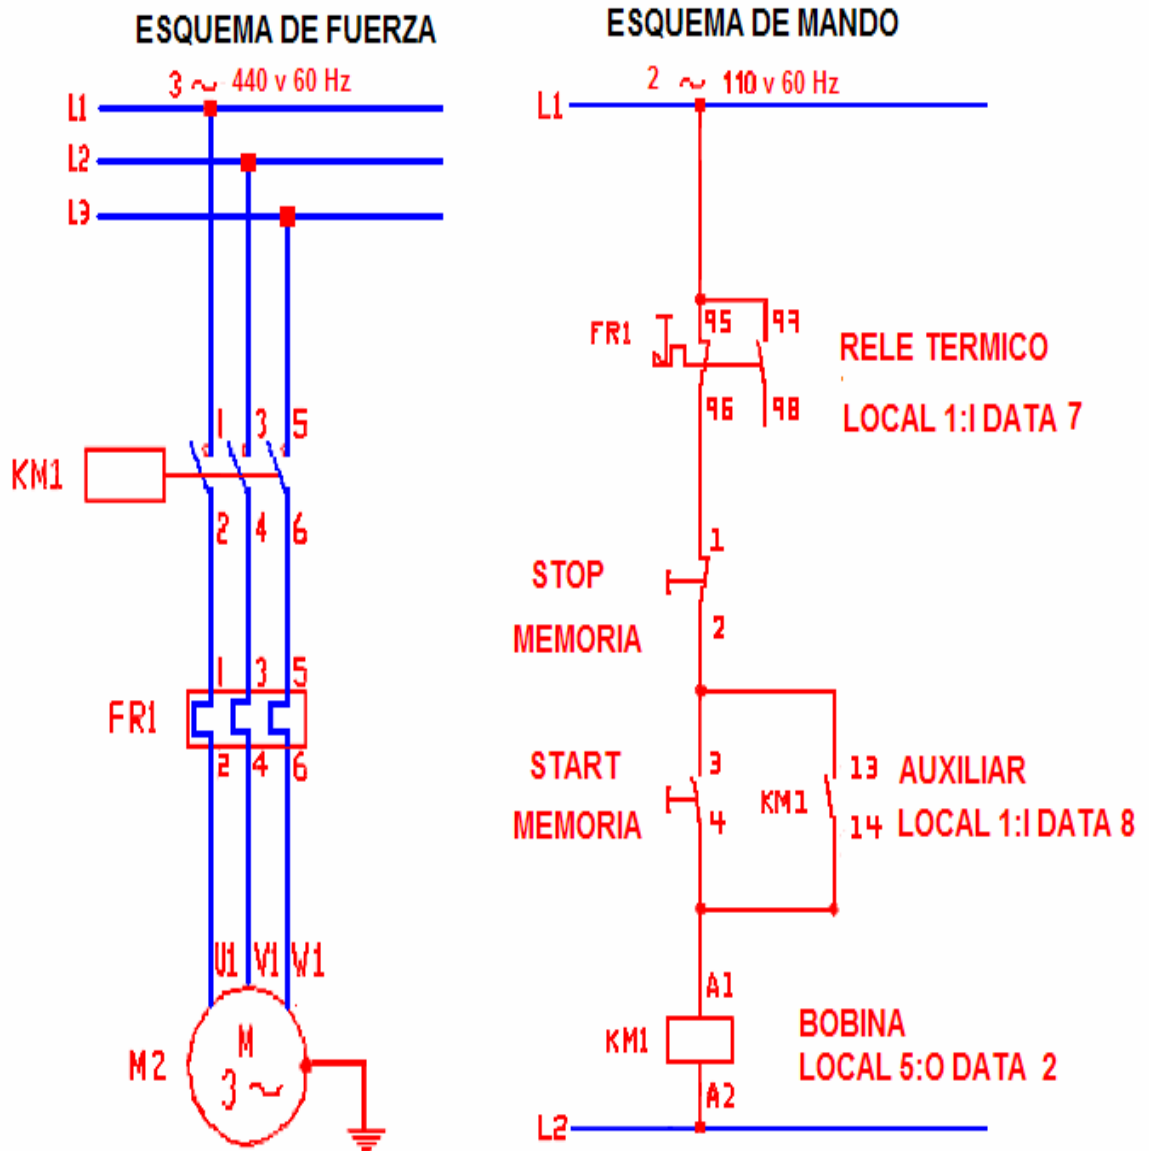 ESQUEMA DE FUERZA
3 ~ 440 v 60 Hz
L1
L2
L3
1 3 5
KM1
2 4 6
1 3 5
FR1
2 4 6
U1 V1 W1
M2
M
3 ~
ESQUEMA DE MANDO
2 ~ 110 v 60 Hz
L1
95 97
FR1
RELE TERMICO
96 98
LOCAL 1:I DATA 7
1
STOP
MEMORIA
2
START
3
13 AUXILIAR
KM1
MEMORIA
4
14 LOCAL 1:I DATA 8
A1
KM1
BOBINA
LOCAL 5:O DATA 2
A2
L2